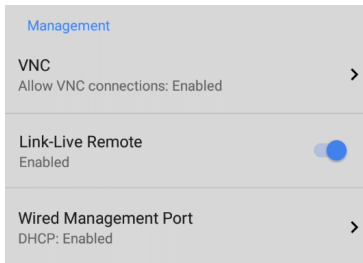 Management
VNC
Allow VNC connections: Enabled
Link-Live Remote
Enabled
Wired Management Port
DHCP: Enabled